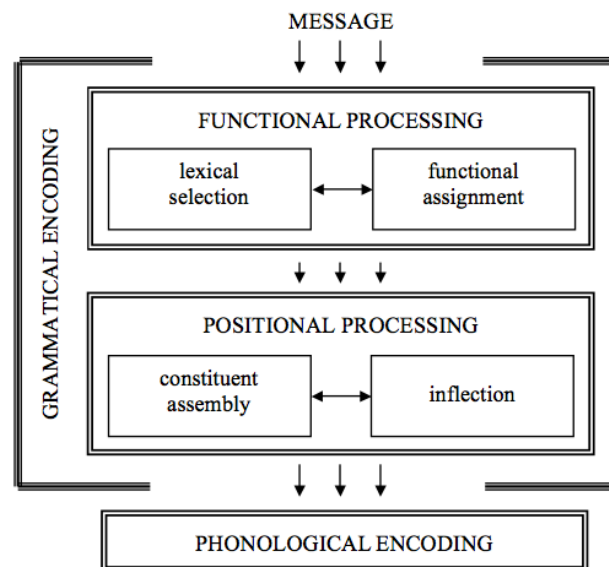 MESSAGE
GRAMMATICAL ENCODING
FUNCTIONAL PROCESSING
lexical
selection
functional
assignment
POSITIONAL PROCESSING
constituent
assembly
inflection
PHONOLOGICAL ENCODING